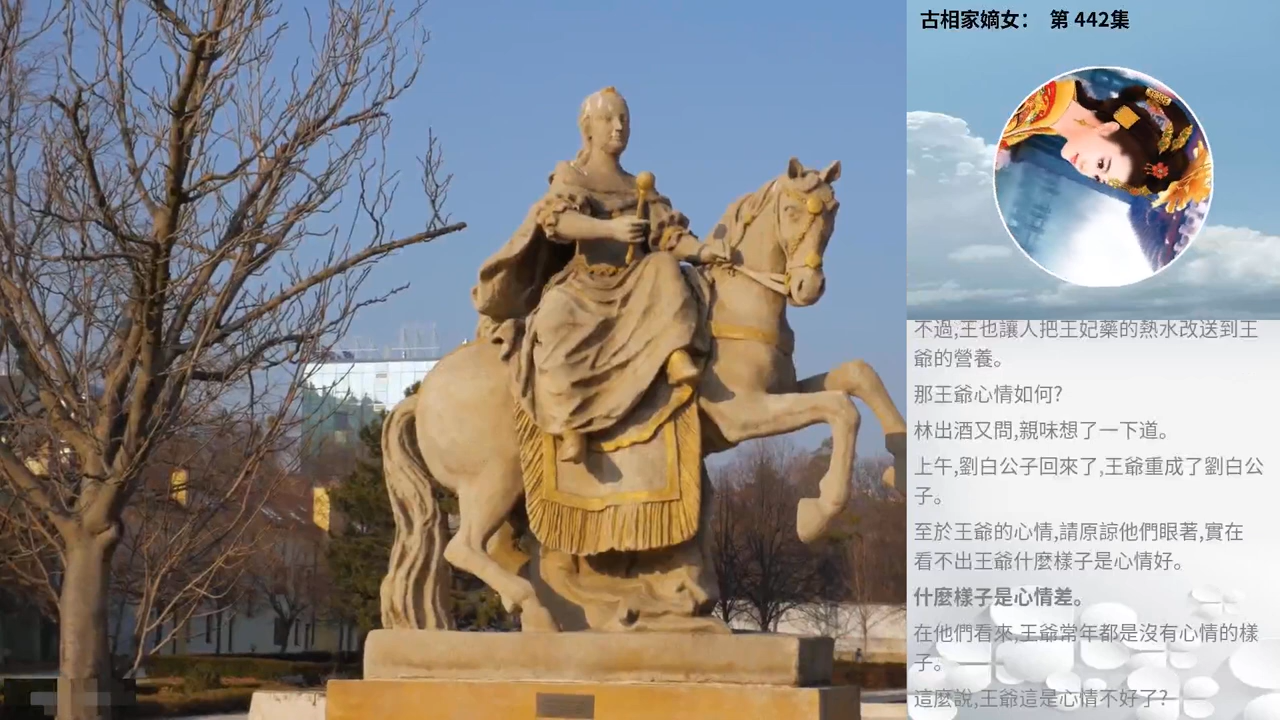 古相家嫡女： 第 442集
不過,王也讓人把王妃藥的熱水改送到王
爺的營養。
那王爺心情如何?
林出酒又問,親味想了一下道。
上午,劉白公子回來了,王爺重成了劉白公
子。
至於王爺的心情,請原諒他們眼著,實在
看不出王爺什麼樣子是心情好。
什麼樣子是心情差。
在他們看來,王爺常年都是沒有心情的樣
子。
這麼說,王爺這是心情不好了?